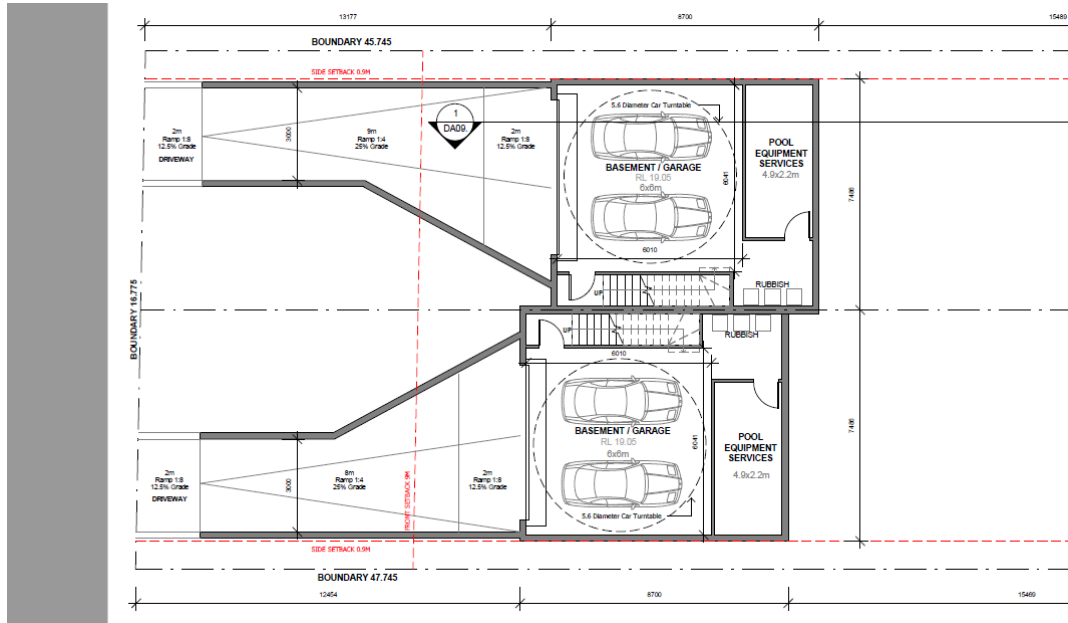 13177
8700
15489
BOUNDARY 45.745
SIDE SETBACK 0.9M
2m
Ramp 1:8
12.5% Grade
DRIVEWAY
3000
9m
Ramp 1:4
25% Grade
1
DA09.
2m
Ramp 1:8
12.5% Grade
5.6 Diameter Car Turntable
BASEMENT / GARAGE
RL 19.05
6x6m
6041
6010
POOL
EQUIPMENT
SERVICES
4.9x2.2m
7486
UP
RUBBISH
BOUNDARY 16.775
UP
RUBBISH
6010
BASEMENT / GARAGE
RL 19.05
6x6m
6041
5.6 Diameter Car Turntable
POOL
EQUIPMENT
SERVICES
4.9x2.2m
7486
2m
Ramp 1:8
12.5% Grade
DRIVEWAY
3000
8m
Ramp 1:4
25% Grade
FRONT SETBACK 9M
2m
Ramp 1:8
12.5% Grade
SIDE SETBACK 0.9M
BOUNDARY 47.745
12454
8700
15469